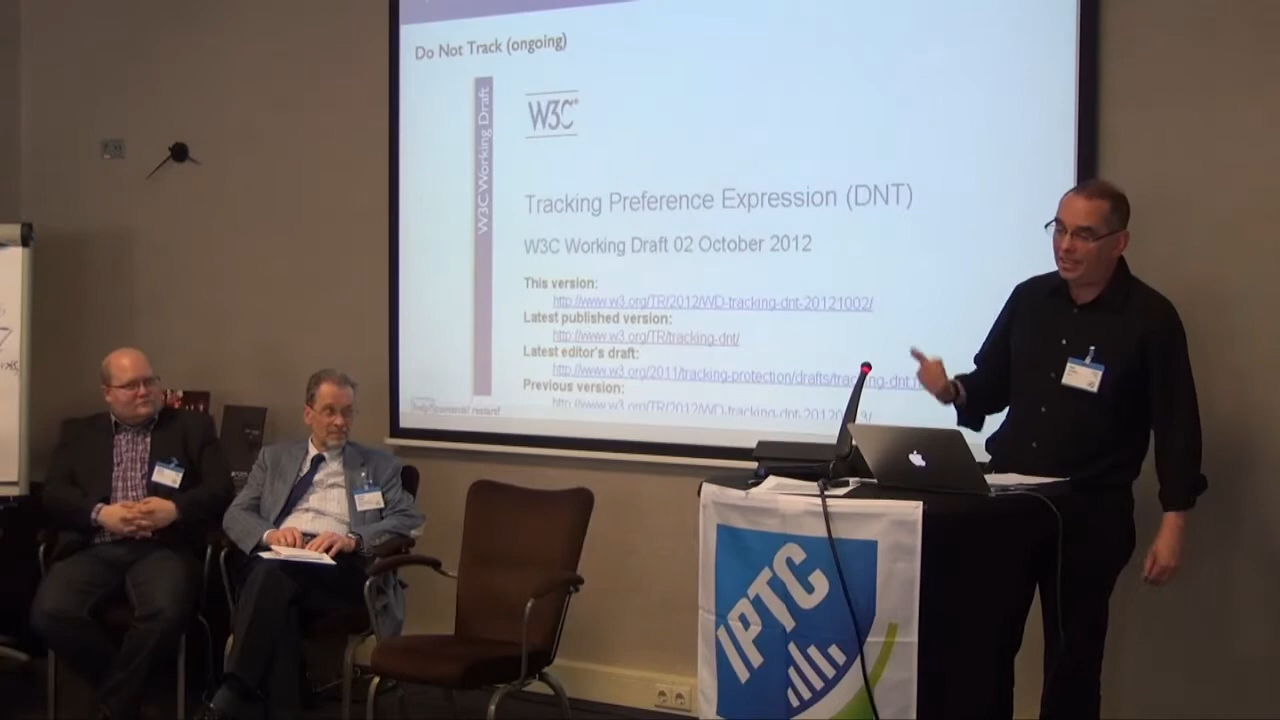 Do Not Track (ongoing)
W3C Working Draft
W3C
Tracking Preference Expression (DNT)
W3C Working Draft 02 October 2012
This version:
http://www.w3.org/TR/2012/WD-tracking-dnt-20121002/
Latest published version:
http://www.w3.org/TR/tracking-dnt/
Latest editor's draft:
http://www.w3.org/2011/tracking-protection/drafts/tracking-dnt.h
Previous version:
IPTC